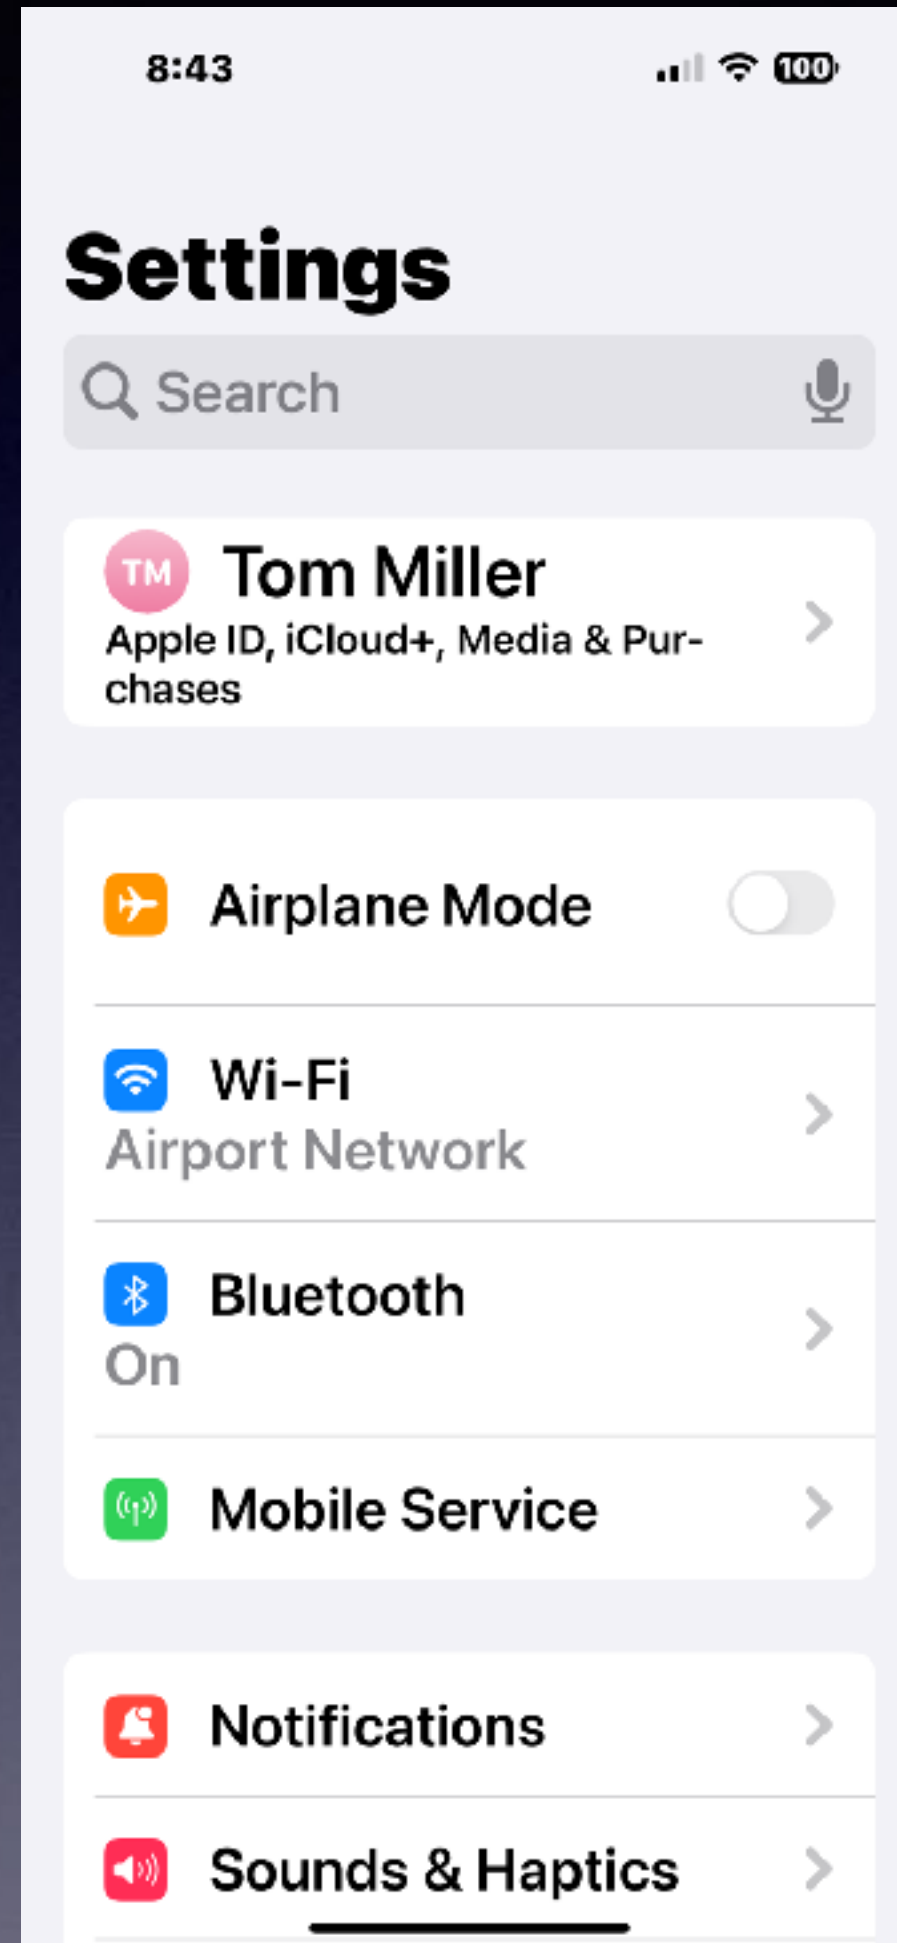 8:43
100
Settings
Search
TM
Tom Miller
Apple ID, iCloud+, Media & Pur-
chases
Airplane Mode
Wi-Fi
Airport Network
Bluetooth
On
Mobile Service
Notifications
Sounds & Haptics